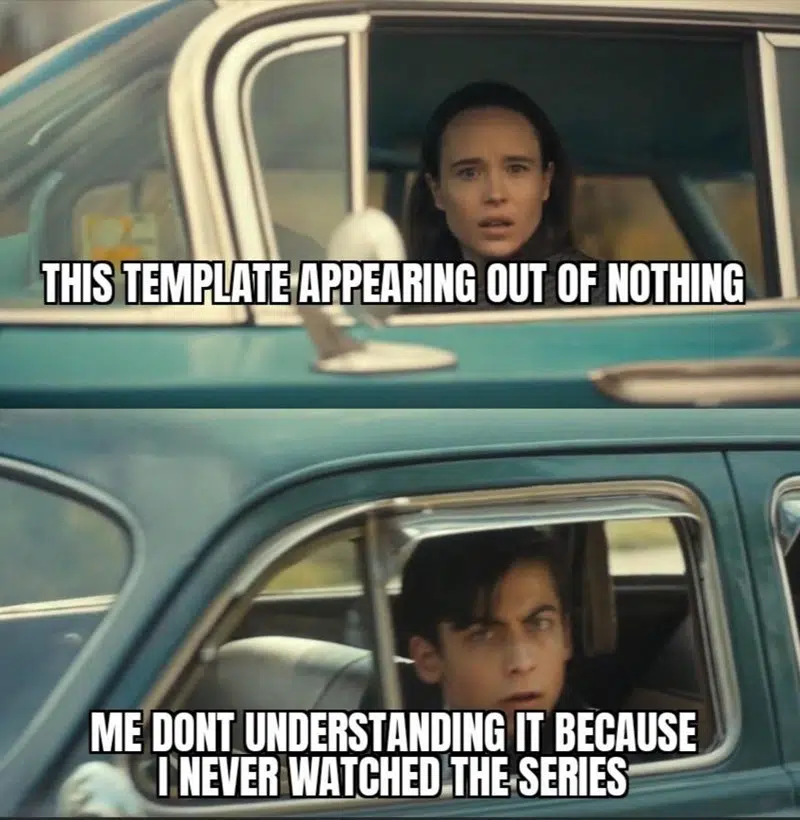 THIS TEMPLATE APPEARING OUT OF NOTHING
ME DONT UNDERSTANDING IT BECAUSE
I NEVER WATCHED THE SERIES